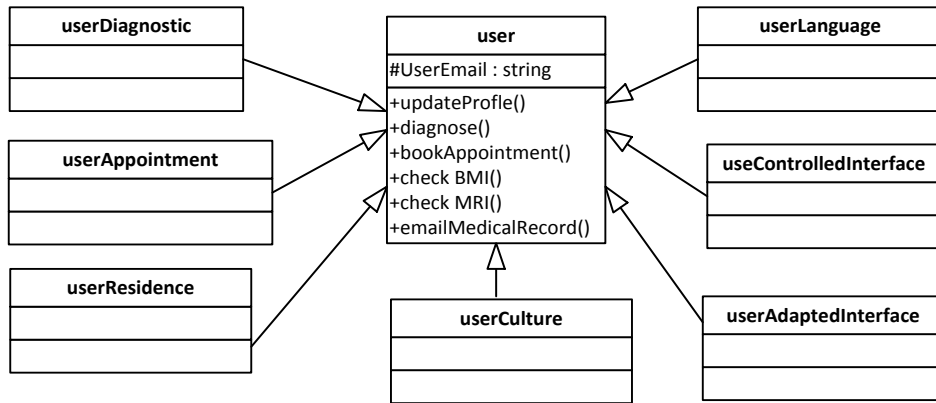 userDiagnostic
user
#UserEmail : string
+updateProfle()
+diagnose()
+bookAppointment()
+check BMI()
+check MRI()
+emailMedicalRecord()
userLanguage
userAppointment
useControlledInterface
userResidence
userCulture
userAdaptedInterface